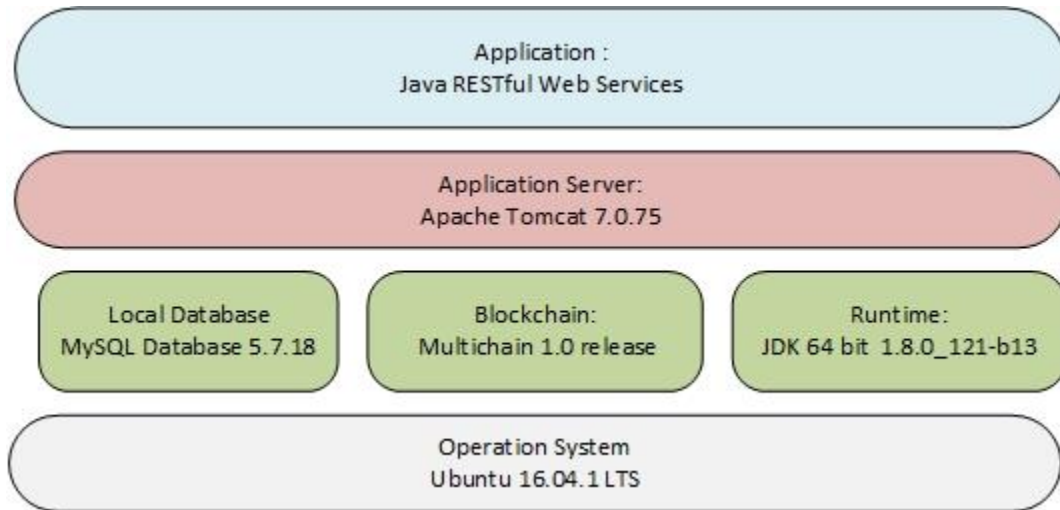 Application :
Java RESTful Web Services
Application Server:
Apache Tomcat 7.0.75
Local Database
MySQL Database 5.7.18
Blockchain:
Multichain 1.0 release
Runtime:
JDK 64 bit 1.8.0_121-b13
Operation System
Ubuntu 16.04.1 LTS